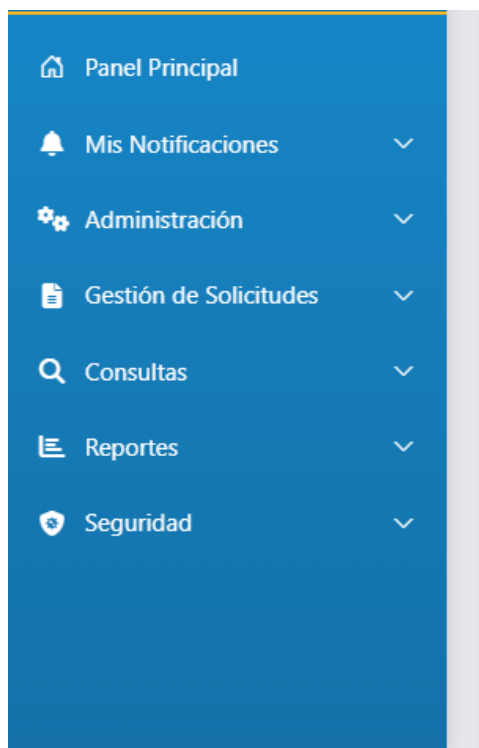 Panel Principal
Mis Notificaciones
Administración
Gestión de Solicitudes
Consultas
Reportes
Seguridad